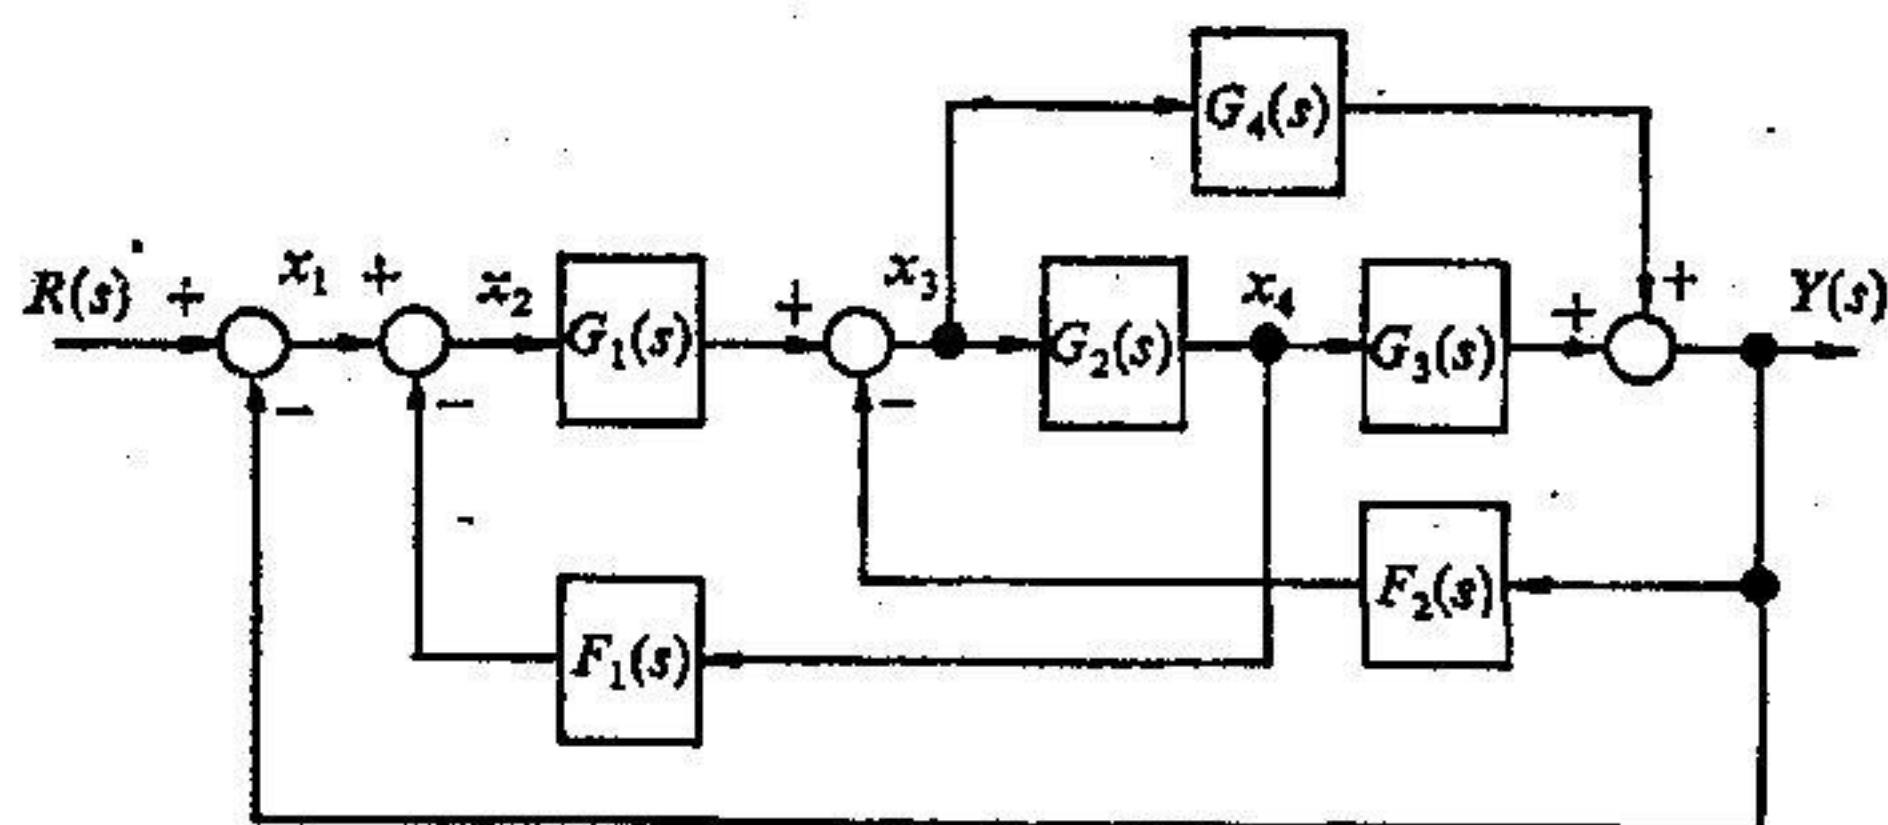 G₄(s)
R(s) + x₁ + x₂ G₁(s) + x₃ G₂(s) x₄ G₃(s) + + Y(s)
− − −
F₂(s)
F₁(s)